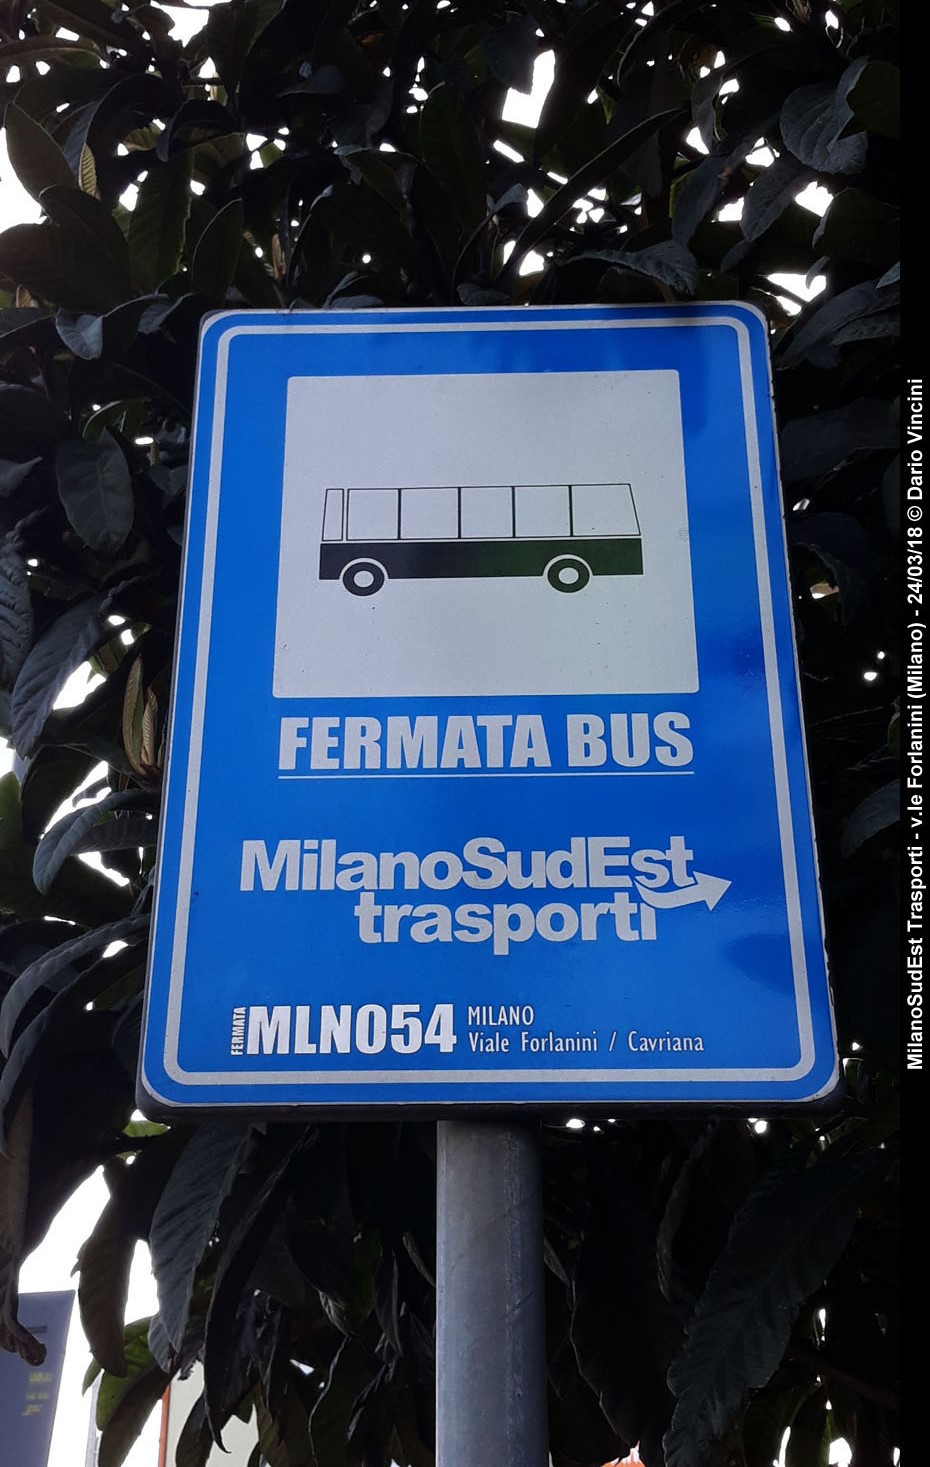 FERMATA BUS
MilanoSudEst
trasporti
FERMATA MLN054
MILANO
Viale Forlanini / Cavriana
MilanoSudEst Trasporti - v.le Forlanini (Milano) - 24/03/18 © Dario Vincini